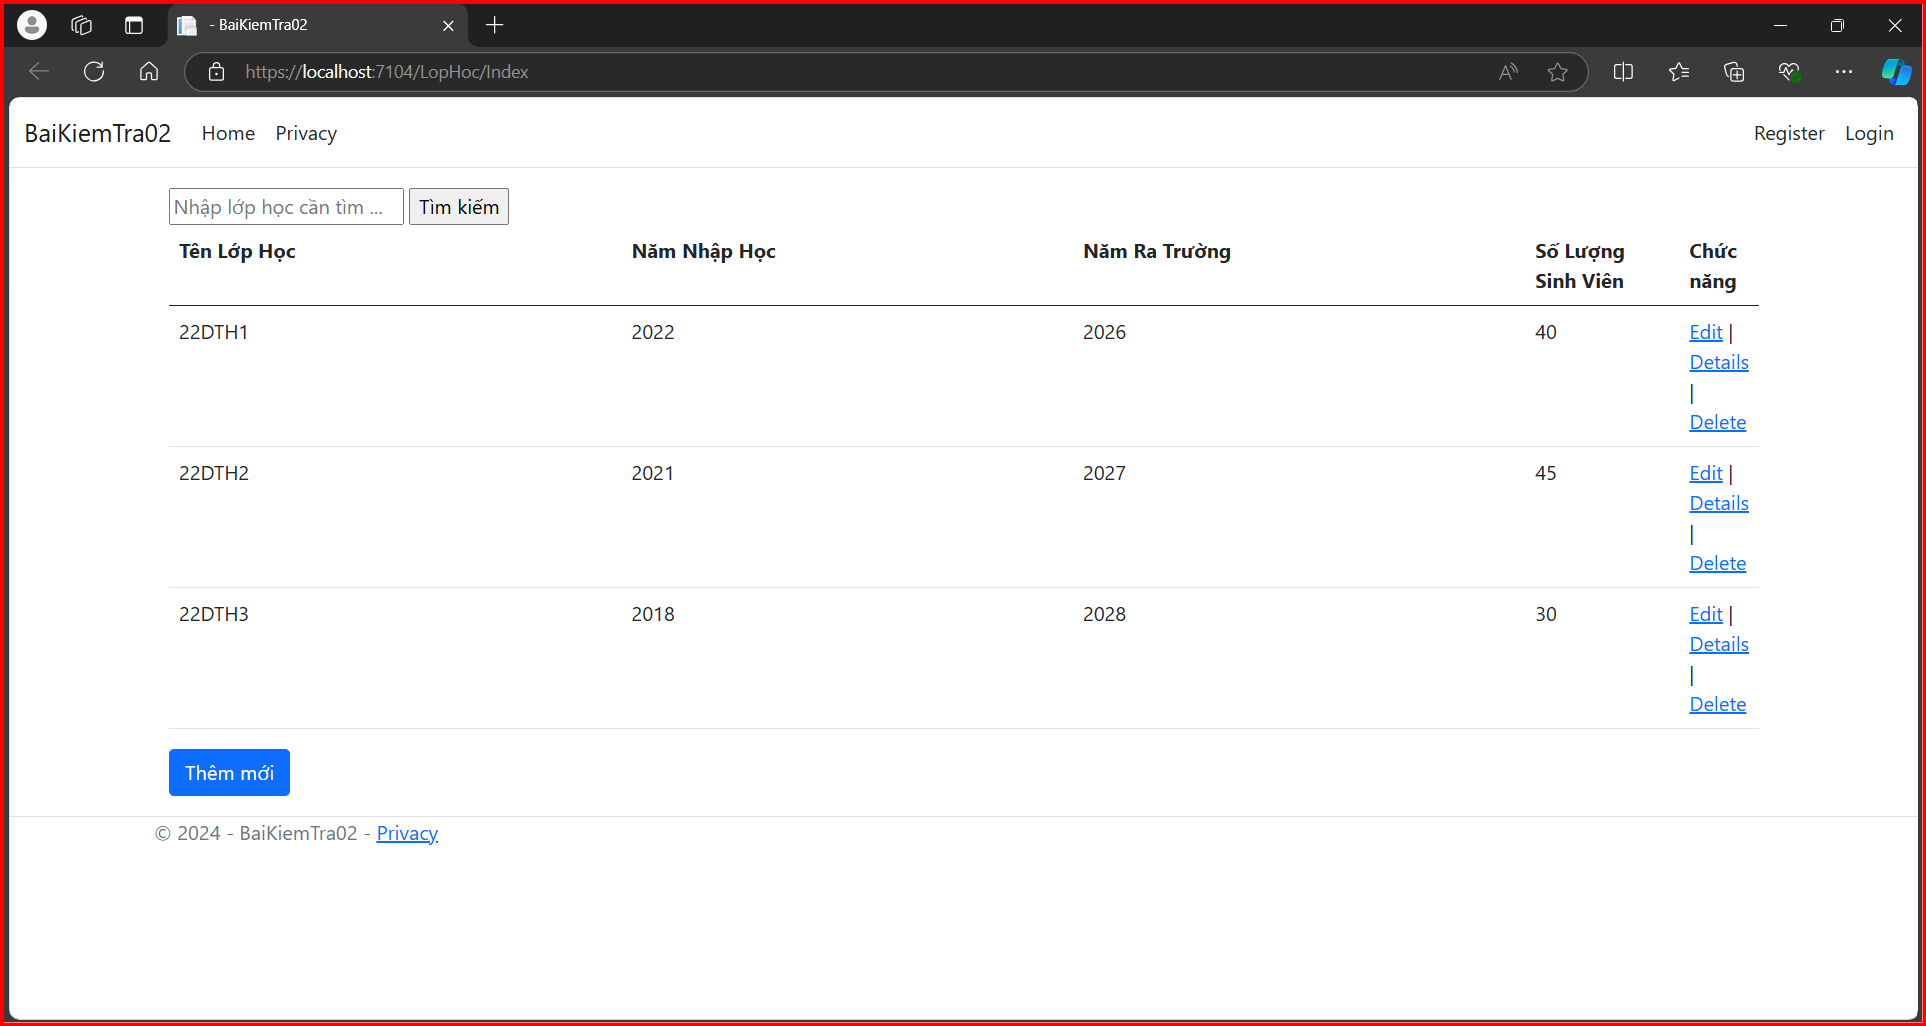 - BaiKiemTra02
https://localhost:7104/LopHoc/Index
BaiKiemTra02 Home Privacy Register Login
Nhập lớp học cần tìm ... Tìm kiếm
Tên Lớp Học Năm Nhập Học Năm Ra Trường Số Lượng Chức
Sinh Viên năng
22DTH1 2022 2026 40 Edit |
Details
|
Delete
22DTH2 2021 2027 45 Edit |
Details
|
Delete
22DTH3 2018 2028 30 Edit |
Details
|
Delete
Thêm mới
© 2024 - BaiKiemTra02 - Privacy